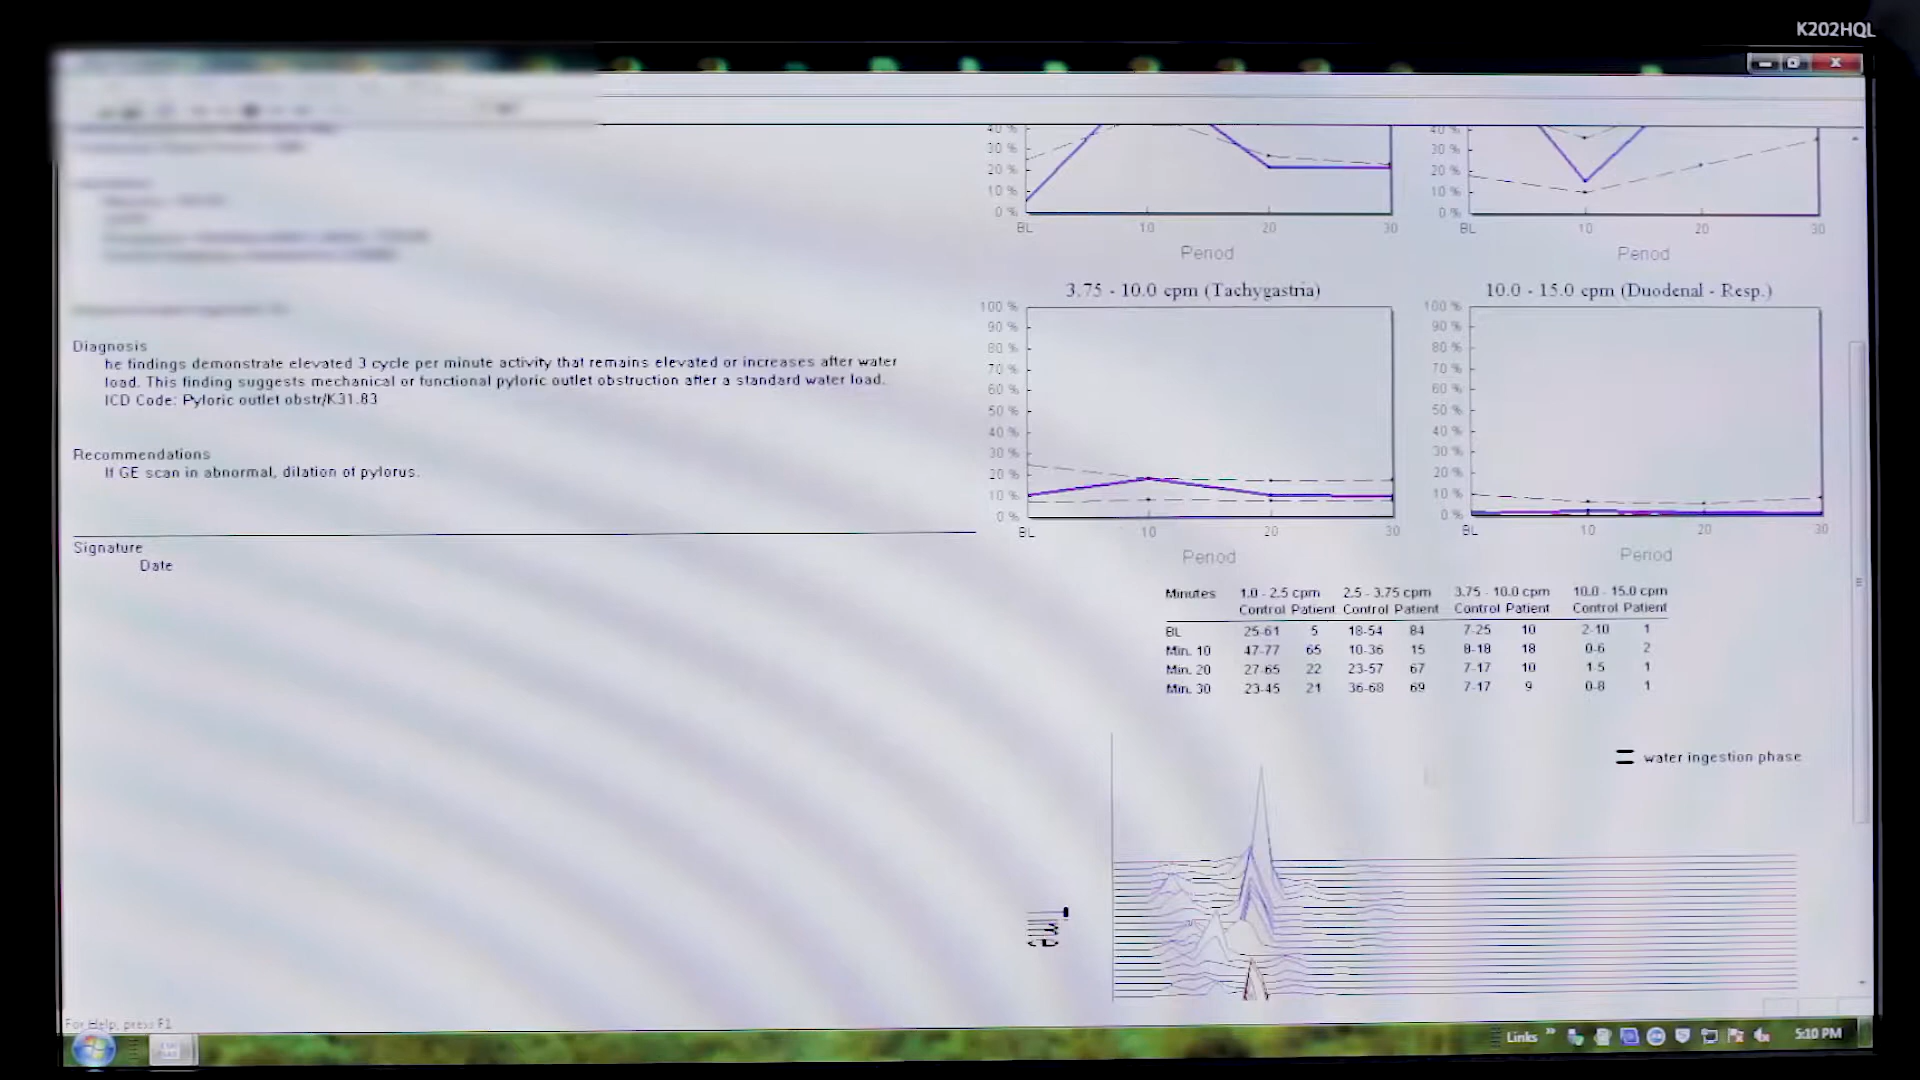 K202HQL
Diagnosis
he findings demonstrate elevated 3 cycle per minute activity that remains elevated or increases after water
load. This finding suggests mechanical or functional pyloric outlet obstruction after a standard water load.
ICD Code: Pyloric outlet obstr/K31.83
Recommendations
If GE scan in abnormal, dilation of pylorus.
Signature
Date
40 %
30 %
20 %
10 %
0 %
BL 10 20 30
Period
40 %
30 %
20 %
10 %
0 %
BL 10 20 30
Period
3.75 - 10.0 cpm (Tachygastria)
100 %
90 %
80 %
70 %
60 %
50 %
40 %
30 %
20 %
10 %
0 %
BL 10 20 30
Period
10.0 - 15.0 cpm (Duodenal - Resp.)
100 %
90 %
80 %
70 %
60 %
50 %
40 %
30 %
20 %
10 %
0 %
BL 10 20 30
Period
Minutes 1.0 - 2.5 cpm 2.5 - 3.75 cpm 3.75 - 10.0 cpm 10.0 - 15.0 cpm
Control Patient Control Patient Control Patient Control Patient
BL 25-61 5 18-54 84 7-25 10 2-10 1
Min. 10 47-77 65 10-36 15 8-18 18 0-6 2
Min. 20 27-65 22 23-57 67 7-17 10 1-5 1
Min. 30 23-45 21 36-68 69 7-17 9 0-8 1
water ingestion phase
Time
For Help, press F1
Links
5:10 PM